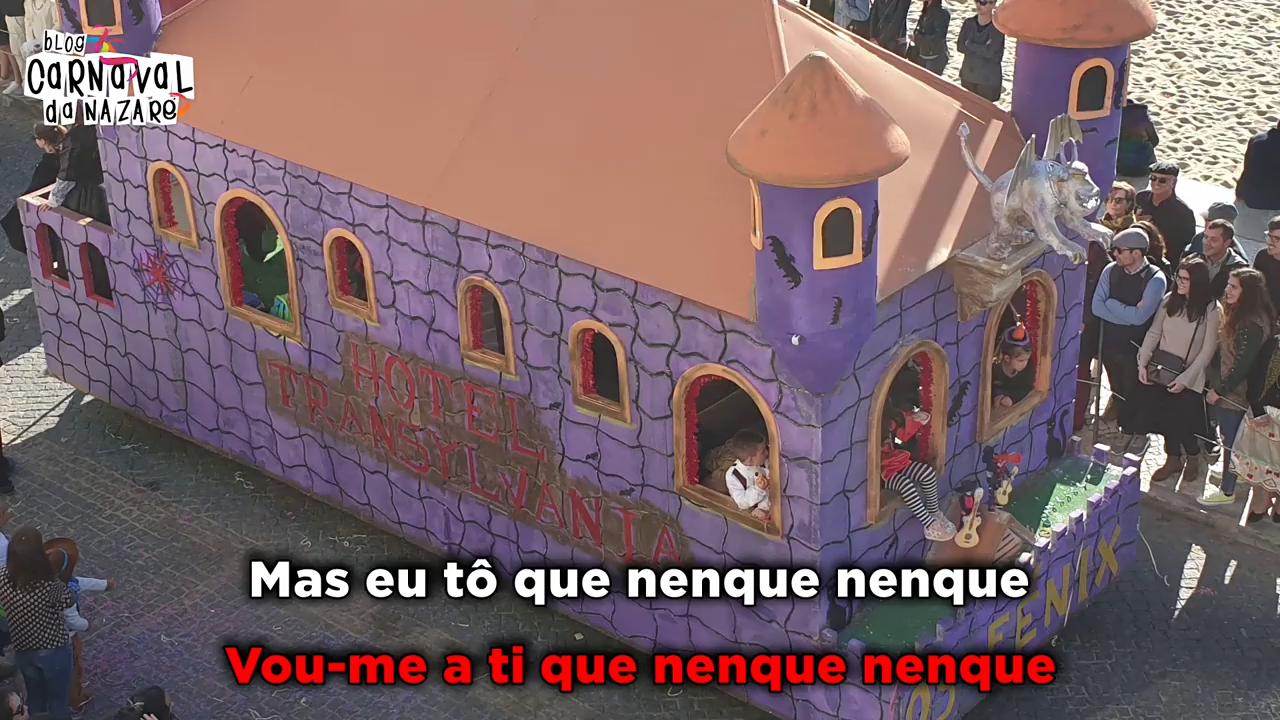 BLOG
CARNAVAL
da NAZARé
HOTEL
TRANSYLVANIA
FENIX
Mas eu tô que nenque nenque
Vou-me a ti que nenque nenque